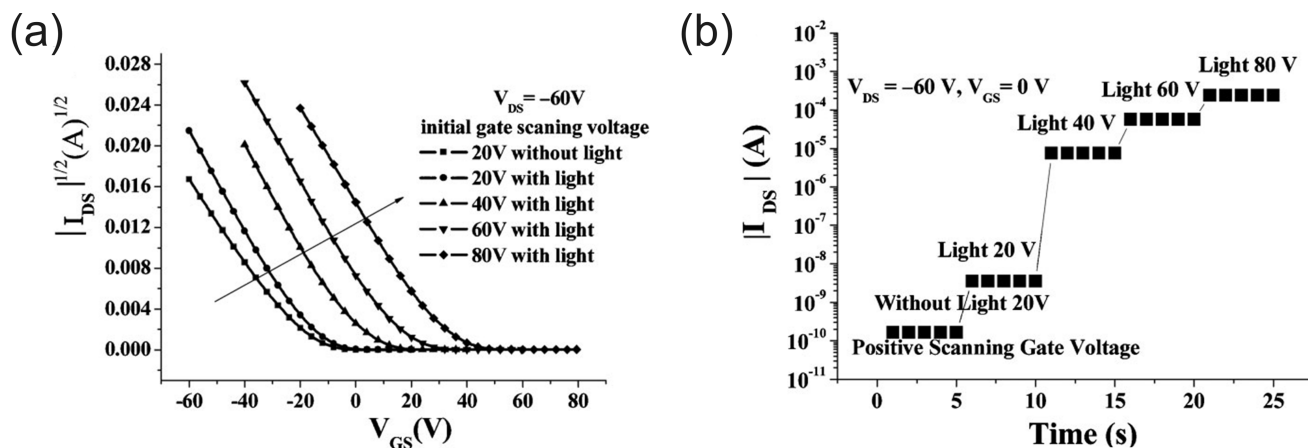 (a)
0.028
0.024
0.020
0.016
0.012
0.008
0.004
0.000
|I_DS|^1/2(A)^1/2
-60
-40
-20
0
20
40
60
80
V_GS(V)
V_DS = –60V
initial gate scaning voltage
20V without light
20V with light
40V with light
60V with light
80V with light
(b)
10^-2
10^-3
10^-4
10^-5
10^-6
10^-7
10^-8
10^-9
10^-10
10^-11
|I_DS| (A)
0
5
10
15
20
25
Time (s)
Light 80 V
V_DS = –60 V, V_GS = 0 V
Light 60 V
Light 40 V
Light 20 V
Without Light 20V
Positive Scanning Gate Voltage